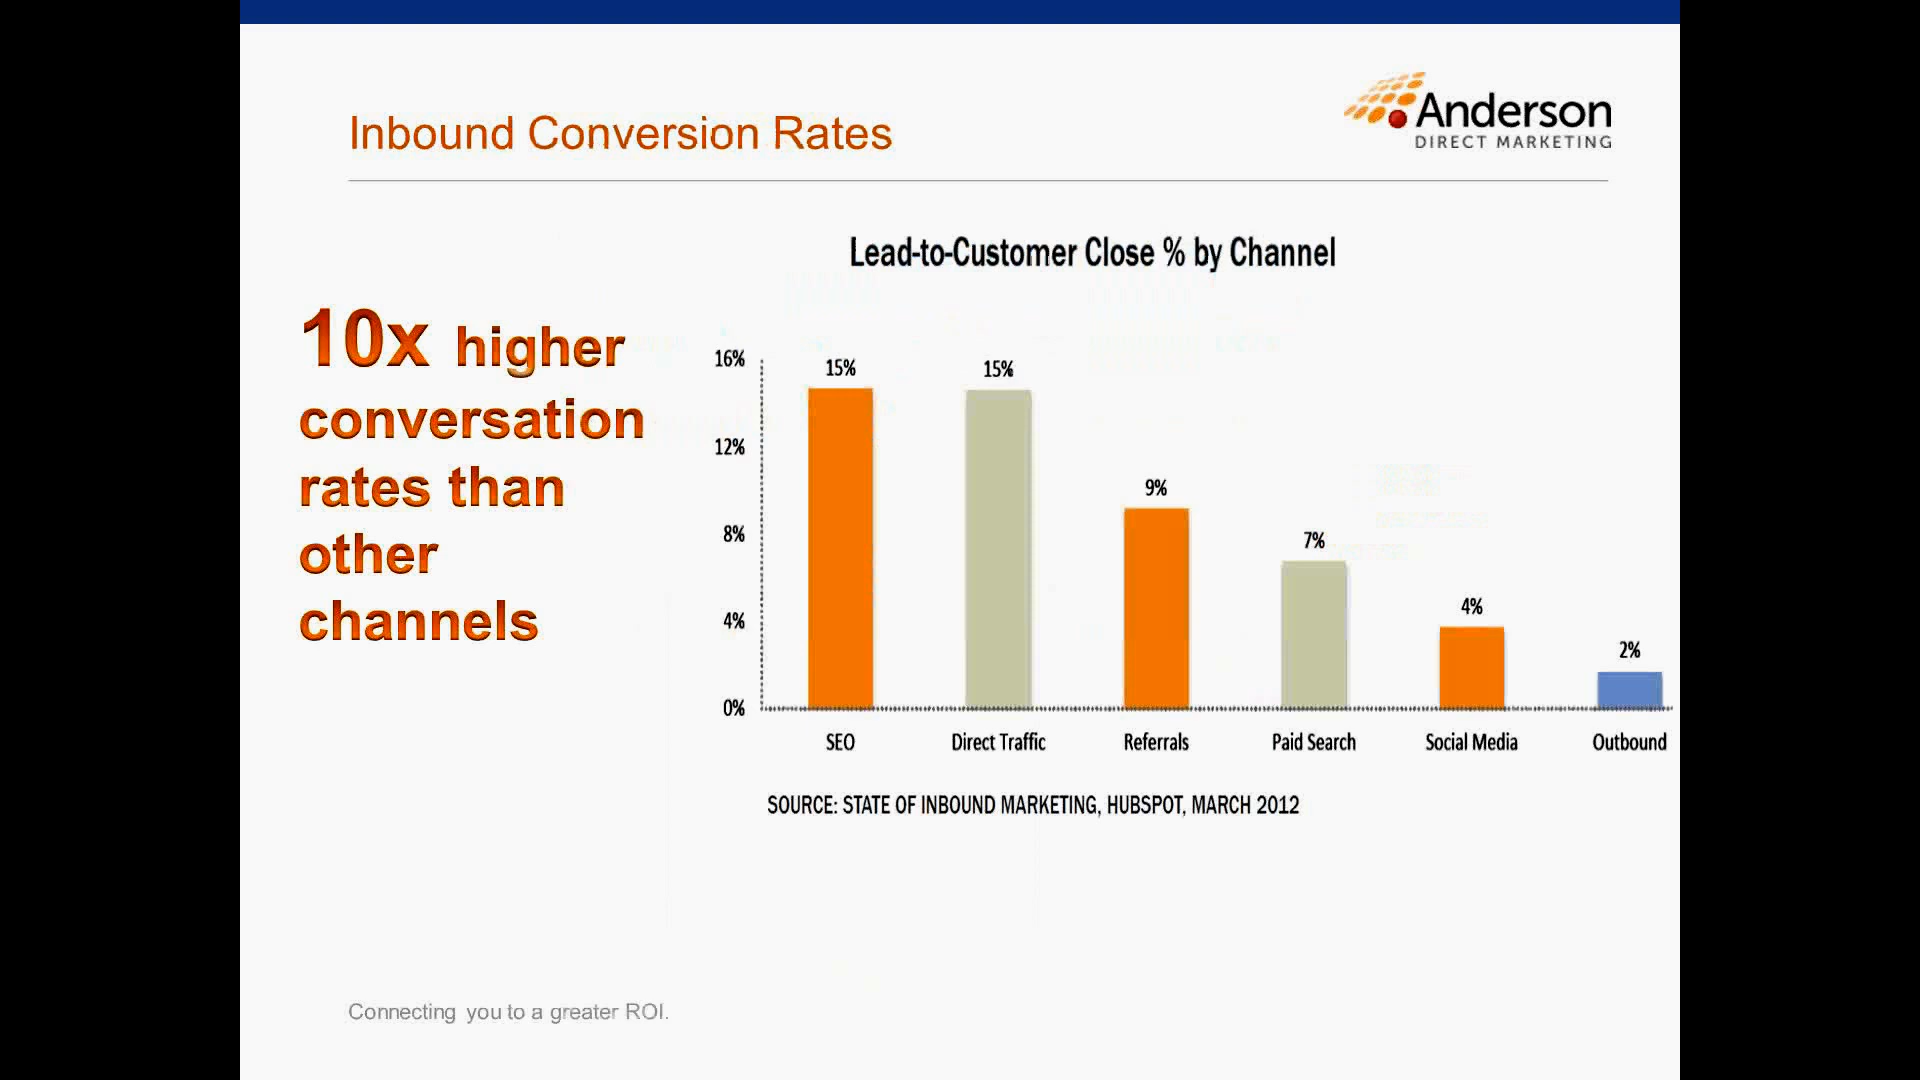 Inbound Conversion Rates
Anderson
DIRECT MARKETING
10x higher
conversation
rates than
other
channels
Lead-to-Customer Close % by Channel
16%
12%
8%
4%
0%
15%
15%
9%
7%
4%
2%
SEO
Direct Traffic
Referrals
Paid Search
Social Media
Outbound
SOURCE: STATE OF INBOUND MARKETING, HUBSPOT, MARCH 2012
Connecting you to a greater ROI.